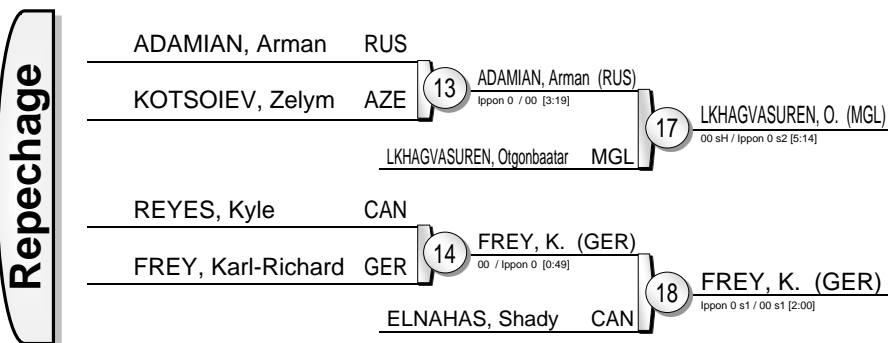 Repechage
ADAMIAN, Arman RUS
KOTSOIEV, Zelym AZE
13
ADAMIAN, Arman (RUS)
Ippon 0 / 00 [3:19]
LKHAGVASUREN, Otgonbaatar MGL
17
LKHAGVASUREN, O. (MGL)
00 sH / Ippon 0 s2 [5:14]
REYES, Kyle CAN
FREY, Karl-Richard GER
14
FREY, K. (GER)
00 / Ippon 0 [0:49]
ELNAHAS, Shady CAN
18
FREY, K. (GER)
Ippon 0 s1 / 00 s1 [2:00]